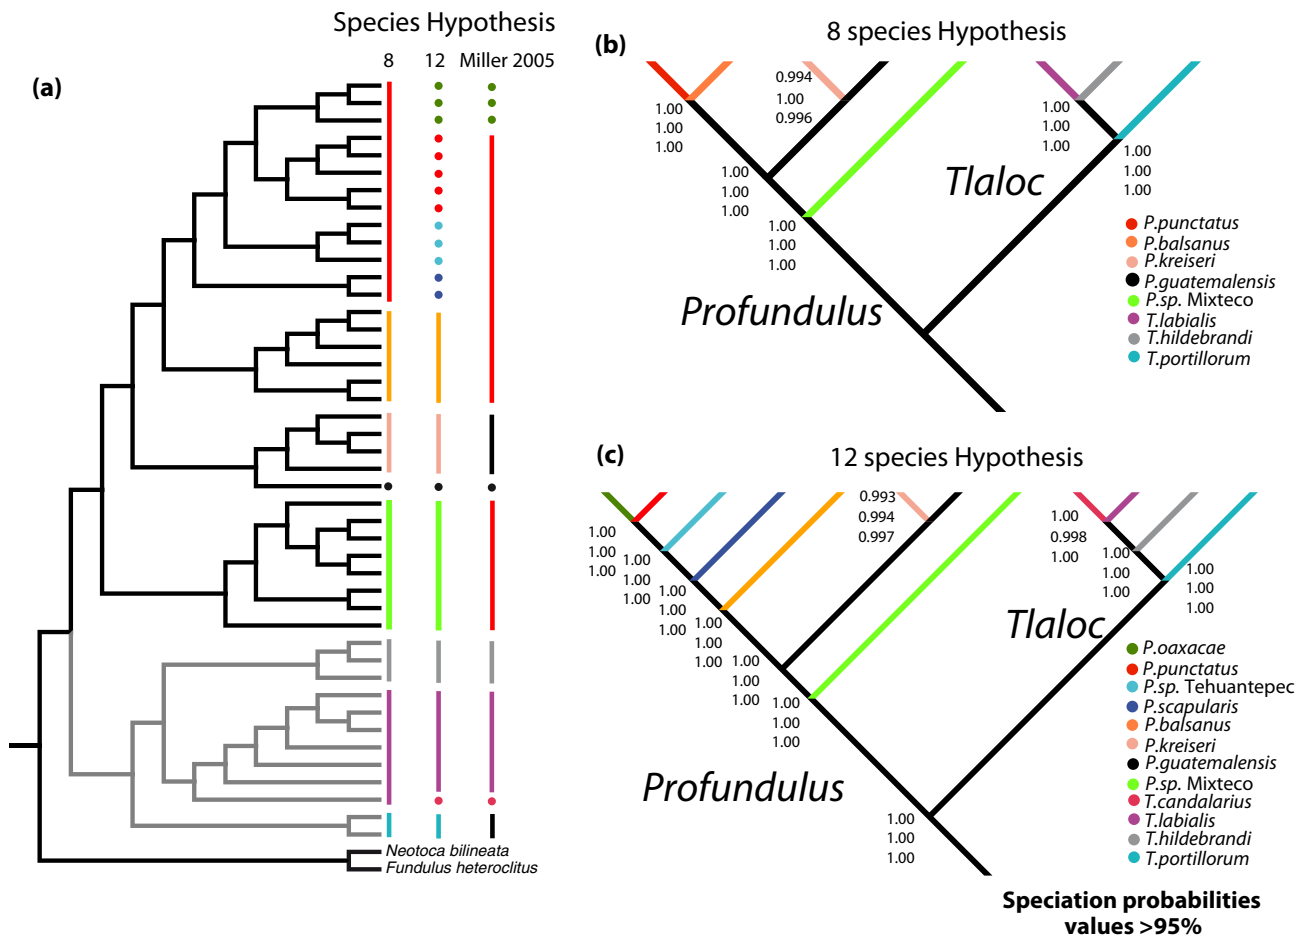 Species Hypothesis
8 12 Miller 2005
(a)
Neotoca bilineata
Fundulus heteroclitus
(b)
8 species Hypothesis
1.00
1.00
1.00
0.994
1.00
0.996
1.00
1.00
1.00
1.00
1.00
1.00
1.00
1.00
1.00
1.00
1.00
1.00
Tlaloc
Profundulus
P.punctatus
P.balsanus
P.kreiseri
P.guatemalensis
P.sp. Mixteco
T.labialis
T.hildebrandi
T.portillorum
(c)
12 species Hypothesis
1.00
1.00
1.00
1.00
1.00
1.00
1.00
1.00
1.00
1.00
1.00
1.00
0.993
0.994
0.997
1.00
1.00
1.00
1.00
1.00
1.00
1.00
0.998
1.00
1.00
1.00
1.00
1.00
1.00
1.00
Tlaloc
Profundulus
1.00
1.00
1.00
P.oaxacae
P.punctatus
P.sp. Tehuantepec
P.scapularis
P.balsanus
P.kreiseri
P.guatemalensis
P.sp. Mixteco
T.candalarius
T.labialis
T.hildebrandi
T.portillorum
Speciation probabilities
values >95%